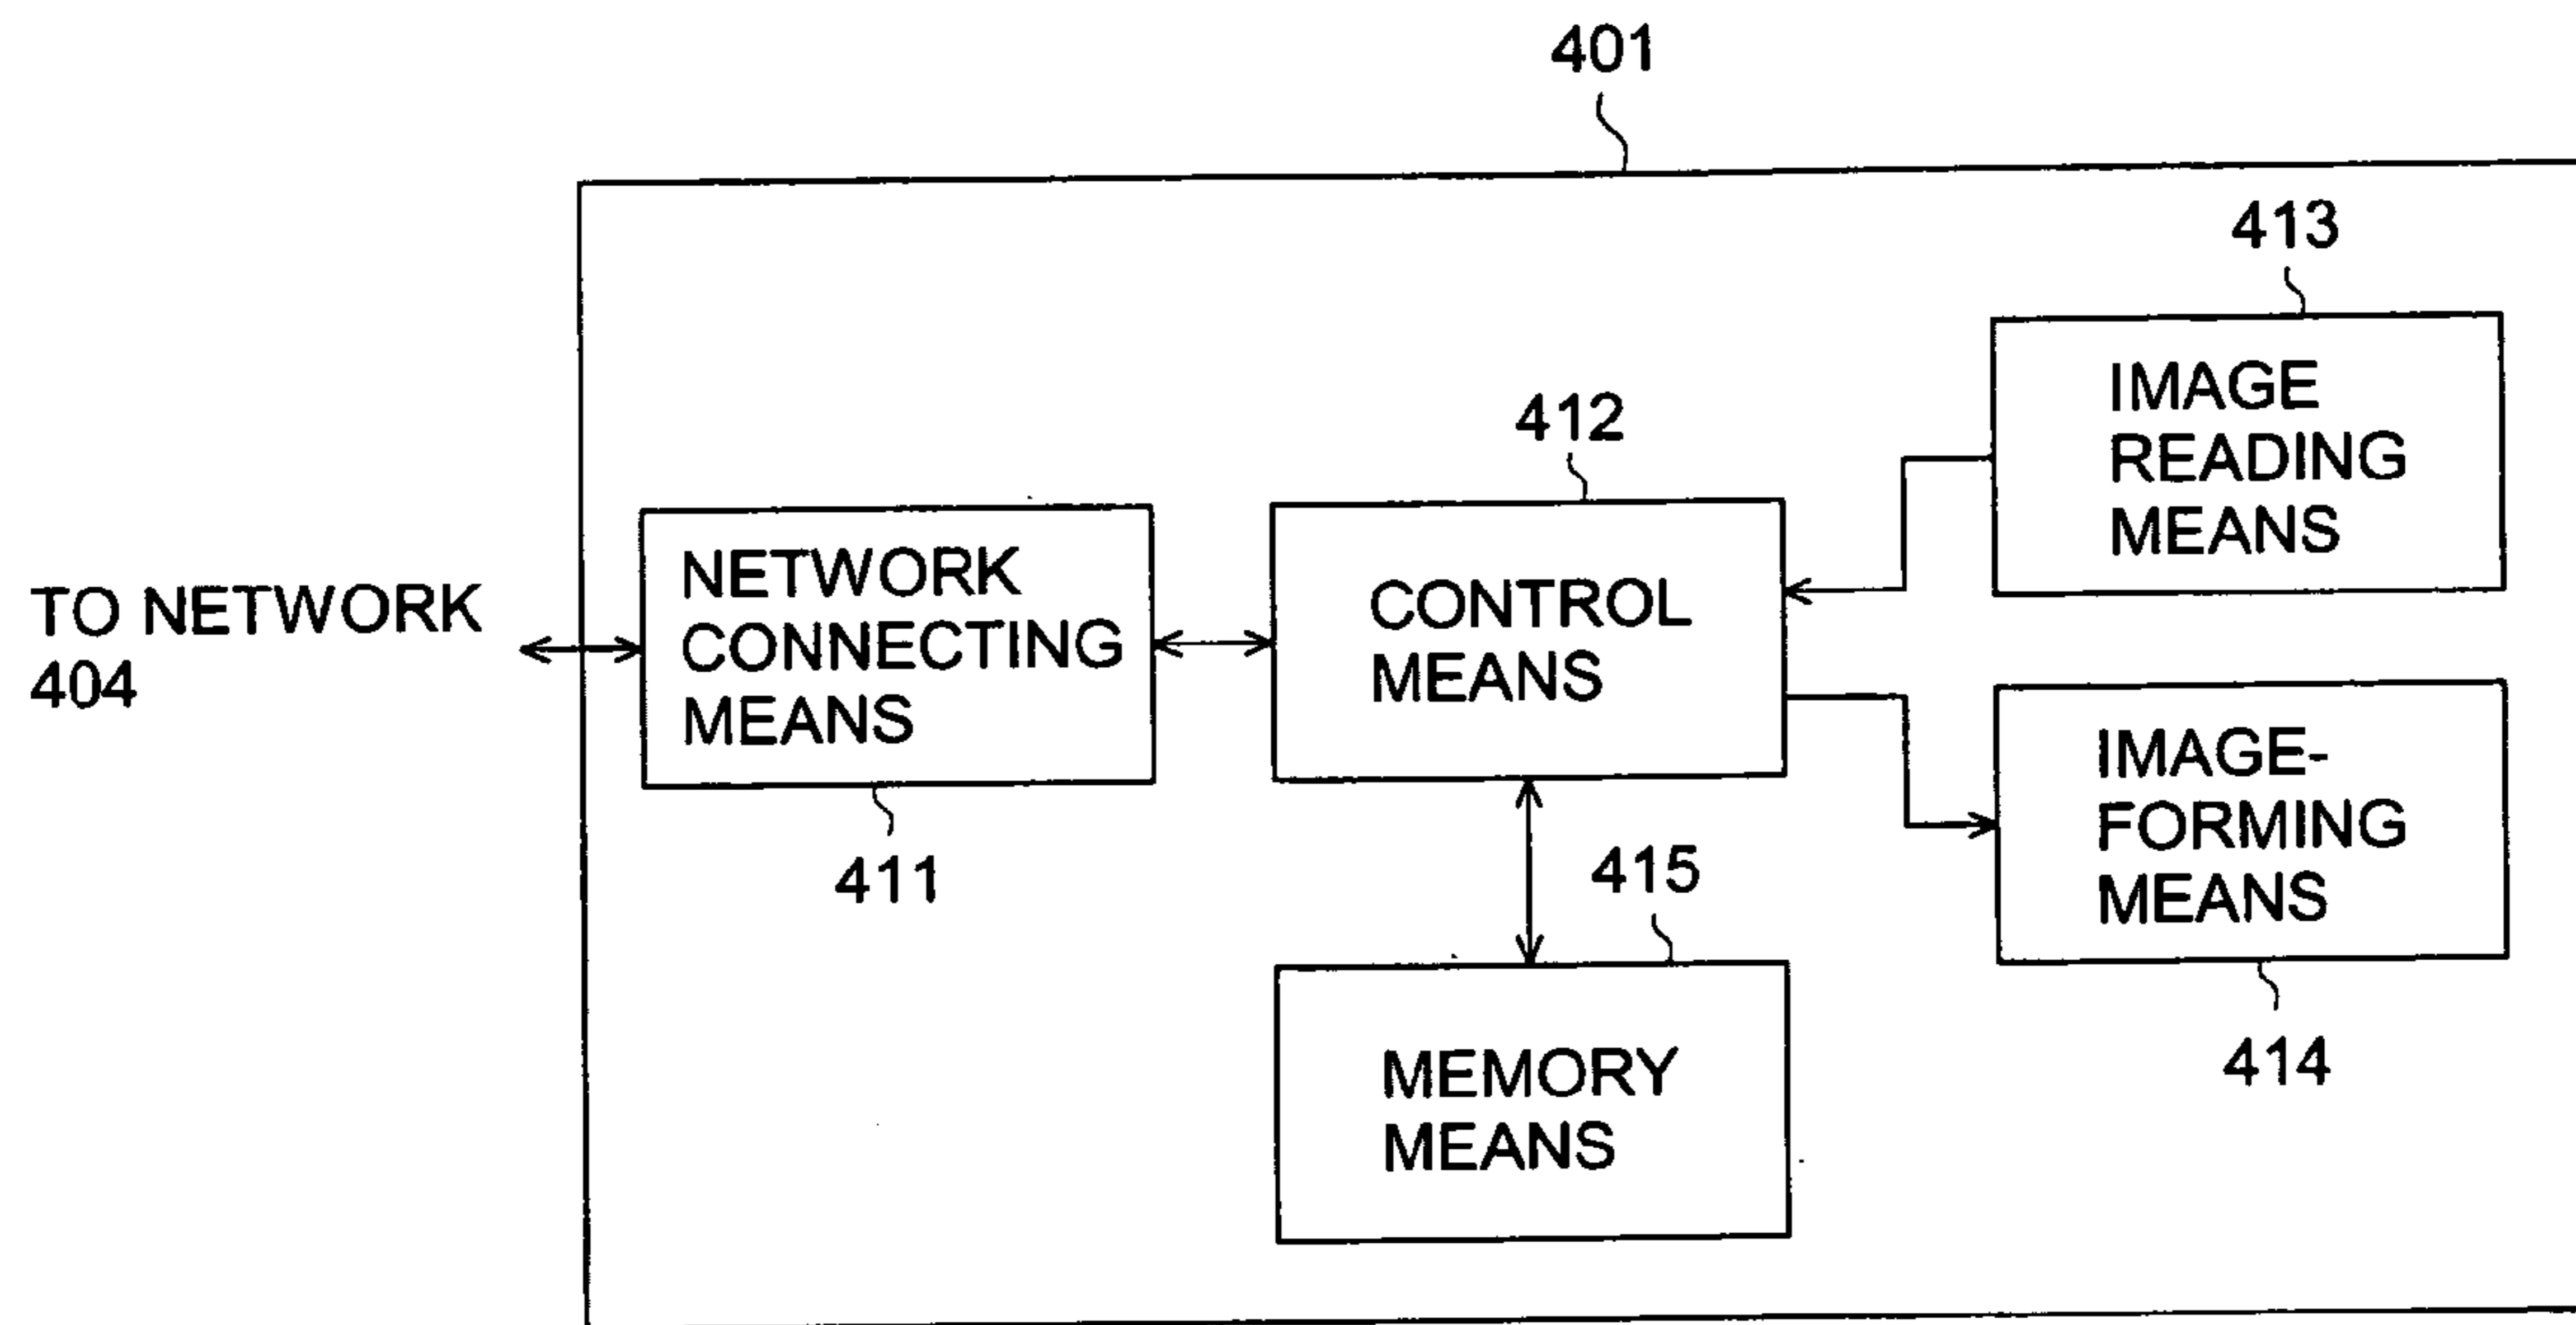 401
413
IMAGE
READING
MEANS
412
NETWORK
CONNECTING
MEANS
CONTROL
MEANS
TO NETWORK
404
IMAGE-
FORMING
MEANS
411
415
414
MEMORY
MEANS